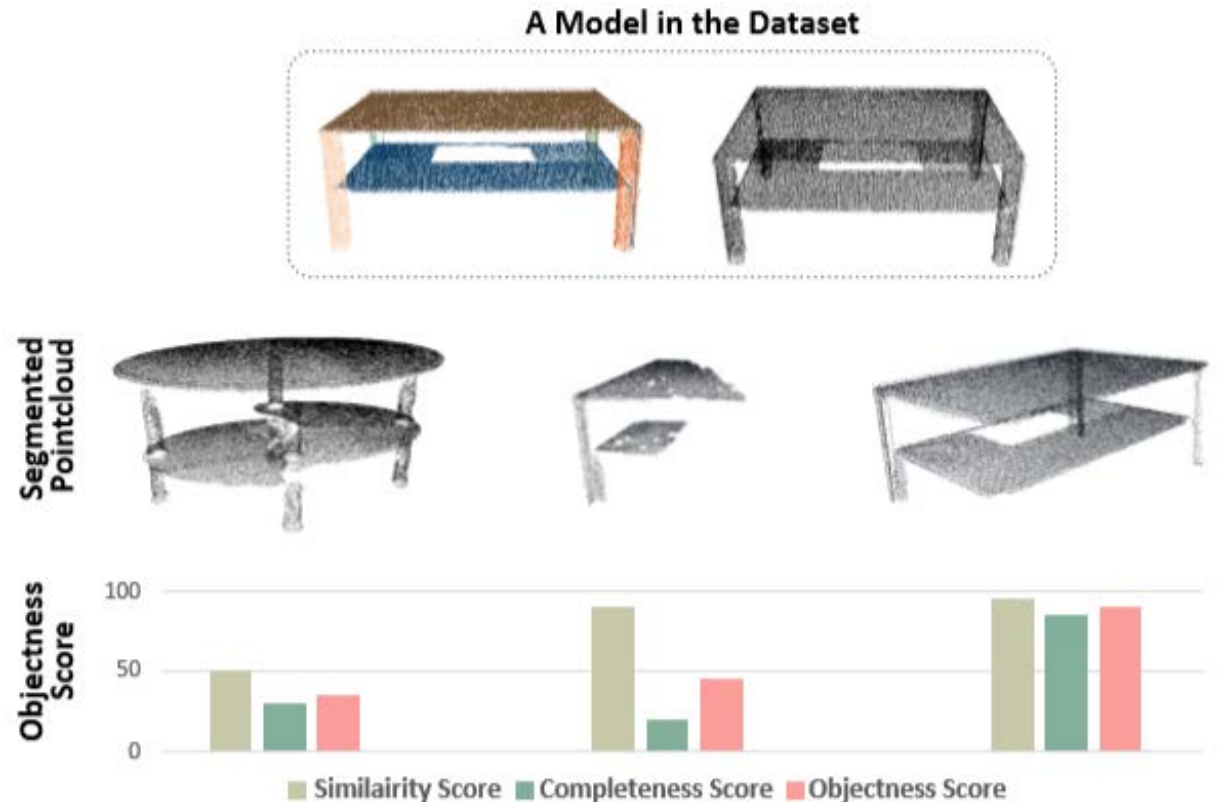 A Model in the Dataset
Segmented
Pointcloud
Objectness
Score
100
50
0
Similairity Score Completeness Score Objectness Score